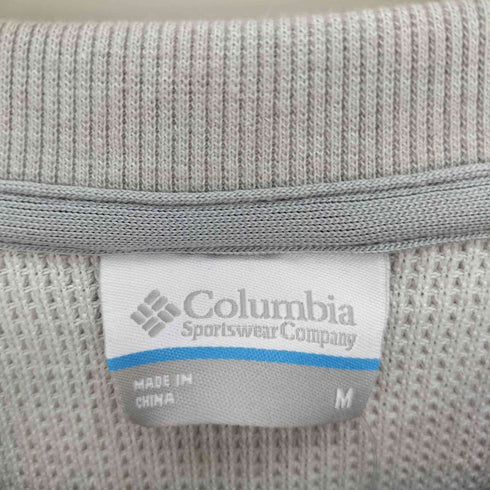 Columbia
Sportswear Company
MADE IN
CHINA
M